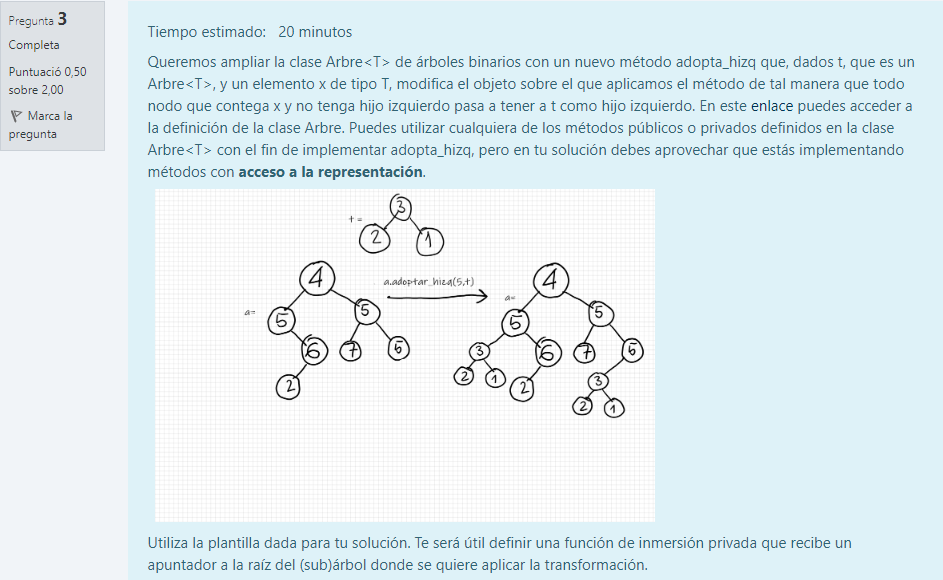 Pregunta 3
Completa
Puntuació 0,50
sobre 2,00
Marca la
pregunta
Tiempo estimado: 20 minutos
Queremos ampliar la clase Arbre<T> de árboles binarios con un nuevo método adopta_hizq que, dados t, que es un
Arbre<T>, y un elemento x de tipo T, modifica el objeto sobre el que aplicamos el método de tal manera que todo
nodo que contega x y no tenga hijo izquierdo pasa a tener a t como hijo izquierdo. En este enlace puedes acceder a
la definición de la clase Arbre. Puedes utilizar cualquiera de los métodos públicos o privados definidos en la clase
Arbre<T> con el fin de implementar adopta_hizq, pero en tu solución debes aprovechar que estás implementando
métodos con acceso a la representación.
3
t =
2 1
4 a.adoptar_hizq(5,t) 4
a= 5 5 a= 5 5
6 7 5 3 6 7 5
2 2 1 2 3
2 1
Utiliza la plantilla dada para tu solución. Te será útil definir una función de inmersión privada que recibe un
apuntador a la raíz del (sub)árbol donde se quiere aplicar la transformación.